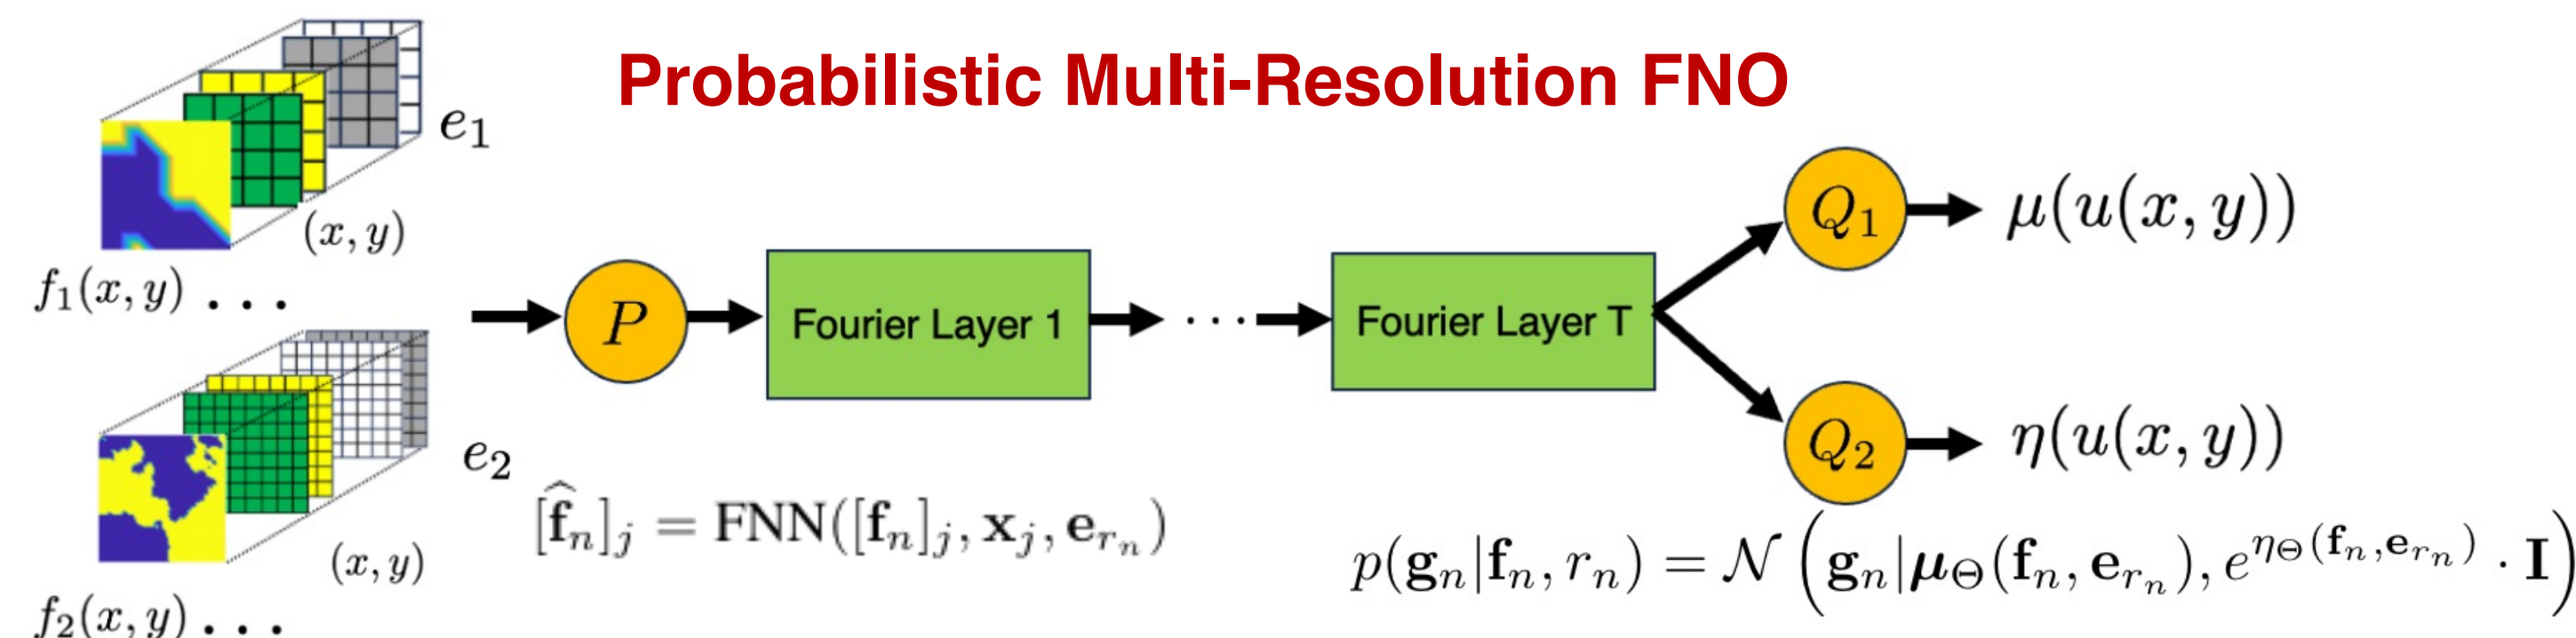 Probabilistic Multi-Resolution FNO
e₁
(x, y)
f₁(x, y) . . .
P
Fourier Layer 1
· · ·
Fourier Layer T
Q₁
μ(u(x, y))
Q₂
η(u(x, y))
e₂
(x, y)
f₂(x, y) . . .
[f̂ₙ]ⱼ = FNN([fₙ]ⱼ, xⱼ, e_{rₙ})
p(gₙ|fₙ, rₙ) = 𝒩(gₙ|μ_Θ(fₙ, e_{rₙ}), e^{η_Θ(fₙ,e_{rₙ})} · I)